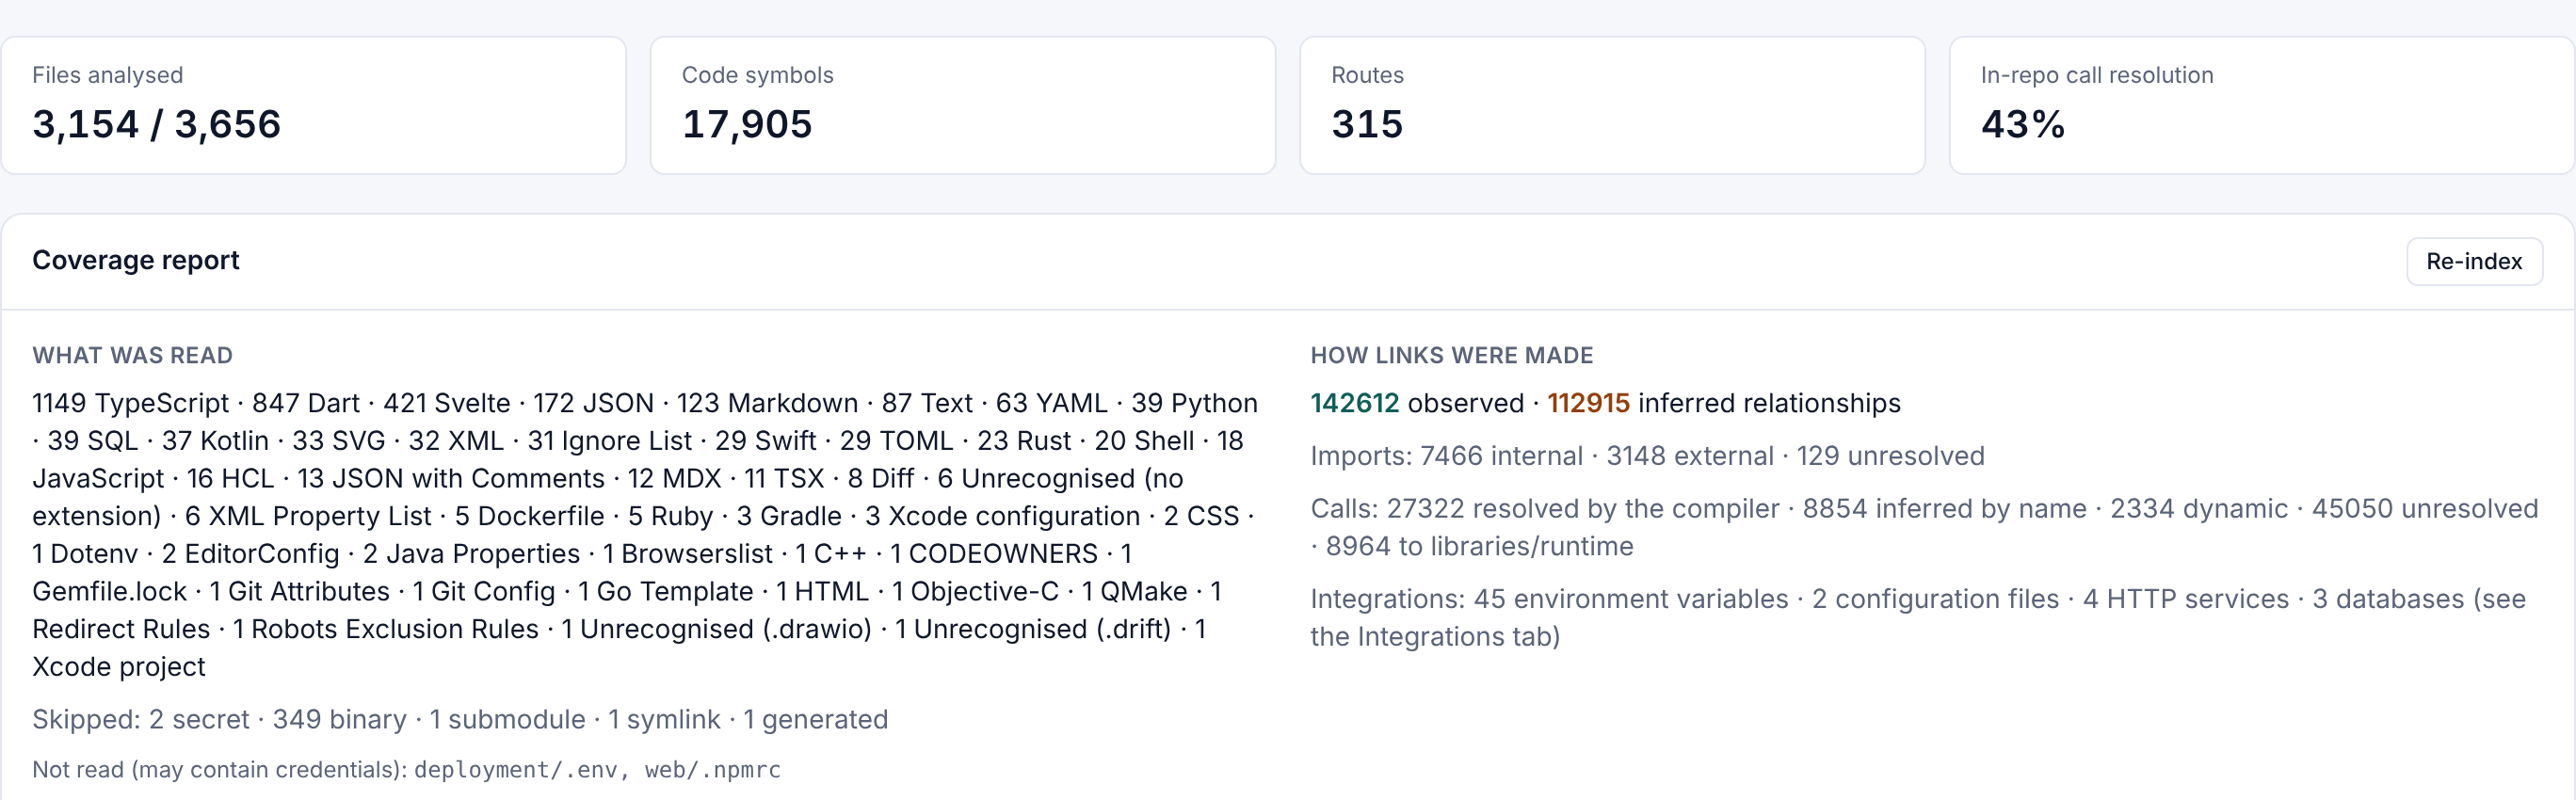 Files analysed
3,154 / 3,656
Code symbols
17,905
Routes
315
In-repo call resolution
43%
Coverage report
Re-index
WHAT WAS READ
1149 TypeScript · 847 Dart · 421 Svelte · 172 JSON · 123 Markdown · 87 Text · 63 YAML · 39 Python
· 39 SQL · 37 Kotlin · 33 SVG · 32 XML · 31 Ignore List · 29 Swift · 29 TOML · 23 Rust · 20 Shell · 18
JavaScript · 16 HCL · 13 JSON with Comments · 12 MDX · 11 TSX · 8 Diff · 6 Unrecognised (no
extension) · 6 XML Property List · 5 Dockerfile · 5 Ruby · 3 Gradle · 3 Xcode configuration · 2 CSS ·
1 Dotenv · 2 EditorConfig · 2 Java Properties · 1 Browserslist · 1 C++ · 1 CODEOWNERS · 1
Gemfile.lock · 1 Git Attributes · 1 Git Config · 1 Go Template · 1 HTML · 1 Objective-C · 1 QMake · 1
Redirect Rules · 1 Robots Exclusion Rules · 1 Unrecognised (.drawio) · 1 Unrecognised (.drift) · 1
Xcode project
Skipped: 2 secret · 349 binary · 1 submodule · 1 symlink · 1 generated
Not read (may contain credentials): deployment/.env, web/.npmrc
HOW LINKS WERE MADE
142612 observed · 112915 inferred relationships
Imports: 7466 internal · 3148 external · 129 unresolved
Calls: 27322 resolved by the compiler · 8854 inferred by name · 2334 dynamic · 45050 unresolved
· 8964 to libraries/runtime
Integrations: 45 environment variables · 2 configuration files · 4 HTTP services · 3 databases (see
the Integrations tab)